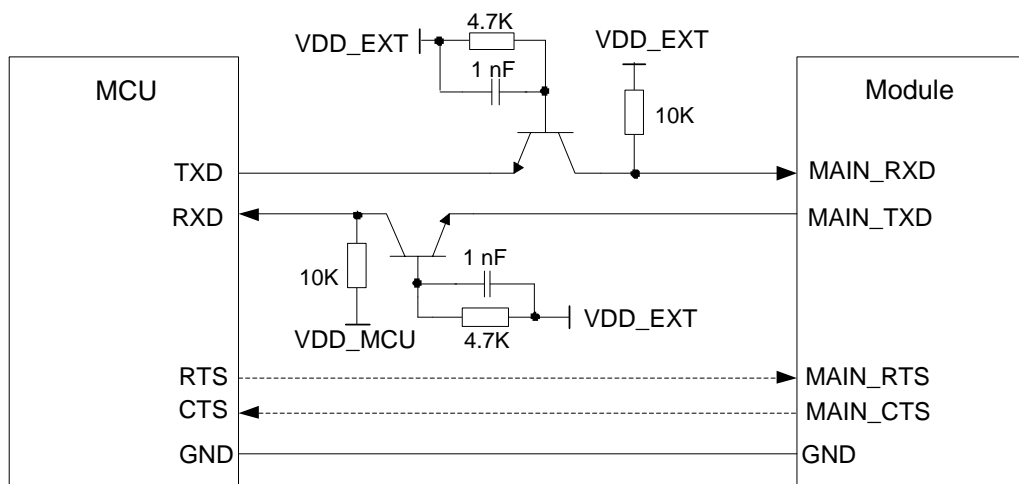 4.7K
VDD_EXT
VDD_EXT
1 nF
MCU
Module
10K
TXD
MAIN_RXD
RXD
MAIN_TXD
1 nF
10K
VDD_EXT
VDD_MCU
4.7K
RTS
MAIN_RTS
CTS
MAIN_CTS
GND
GND